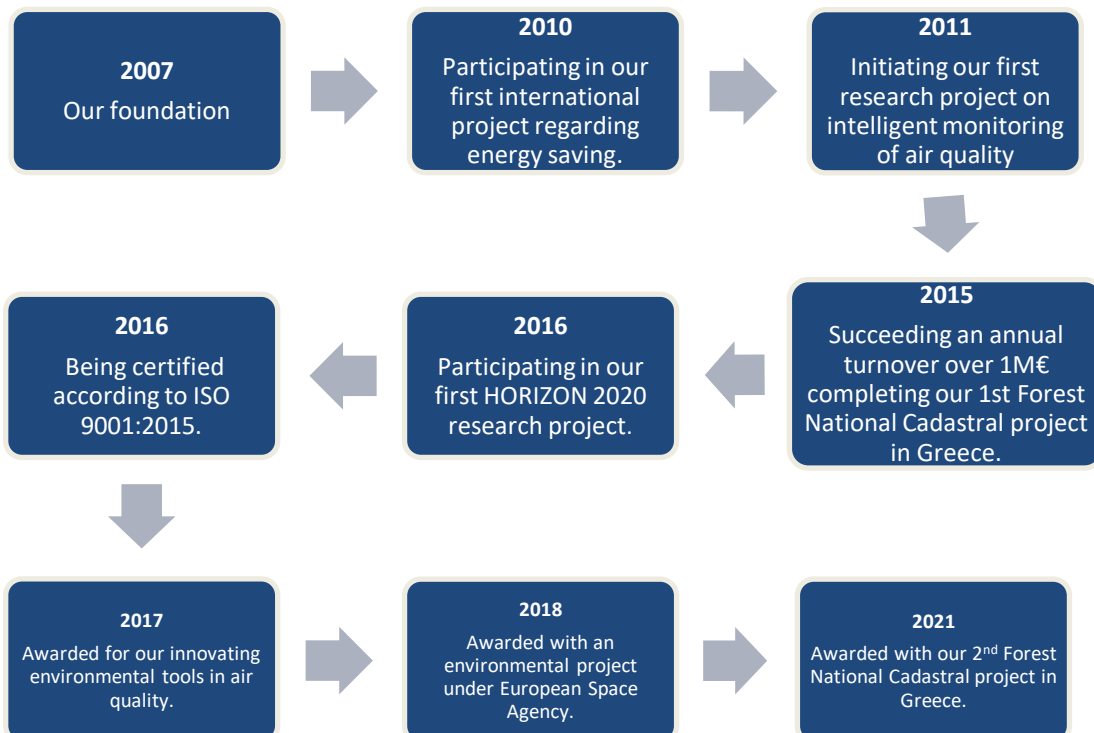 2007
Our foundation
2010
Participating in our
first international
project regarding
energy saving.
2011
Initiating our first
research project on
intelligent monitoring
of air quality
2015
Succeeding an annual
turnover over 1M€
completing our 1st Forest
National Cadastral project
in Greece.
2016
Participating in our
first HORIZON 2020
research project.
2016
Being certified
according to ISO
9001:2015.
2017
Awarded for our innovating
environmental tools in air
quality.
2018
Awarded with an
environmental project
under European Space
Agency.
2021
Awarded with our 2nd Forest
National Cadastral project in
Greece.